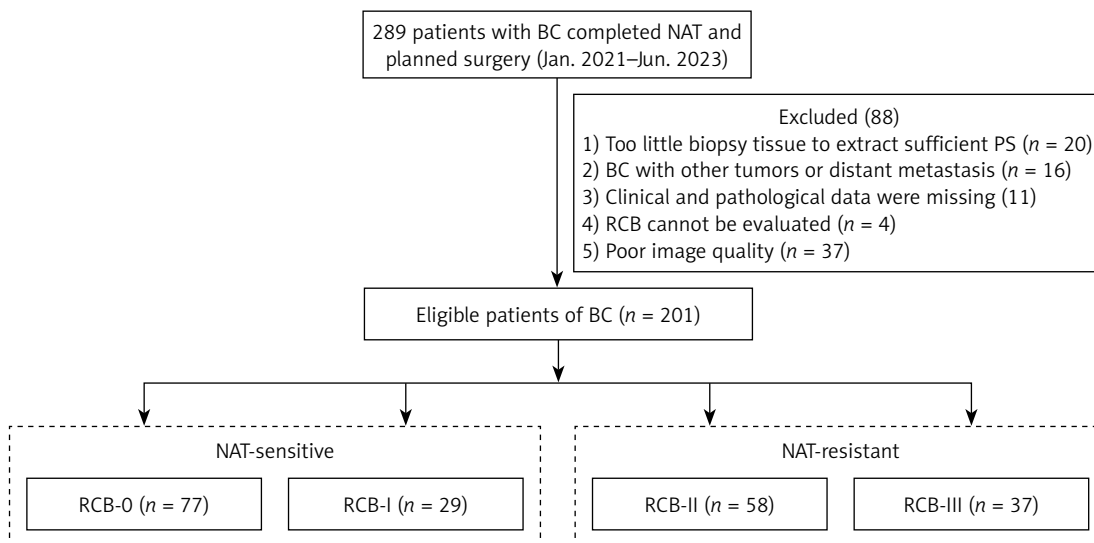 289 patients with BC completed NAT and
planned surgery (Jan. 2021–Jun. 2023)
Excluded (88)
1) Too little biopsy tissue to extract sufficient PS (n = 20)
2) BC with other tumors or distant metastasis (n = 16)
3) Clinical and pathological data were missing (11)
4) RCB cannot be evaluated (n = 4)
5) Poor image quality (n = 37)
Eligible patients of BC (n = 201)
NAT-sensitive
RCB-0 (n = 77)
RCB-I (n = 29)
NAT-resistant
RCB-II (n = 58)
RCB-III (n = 37)